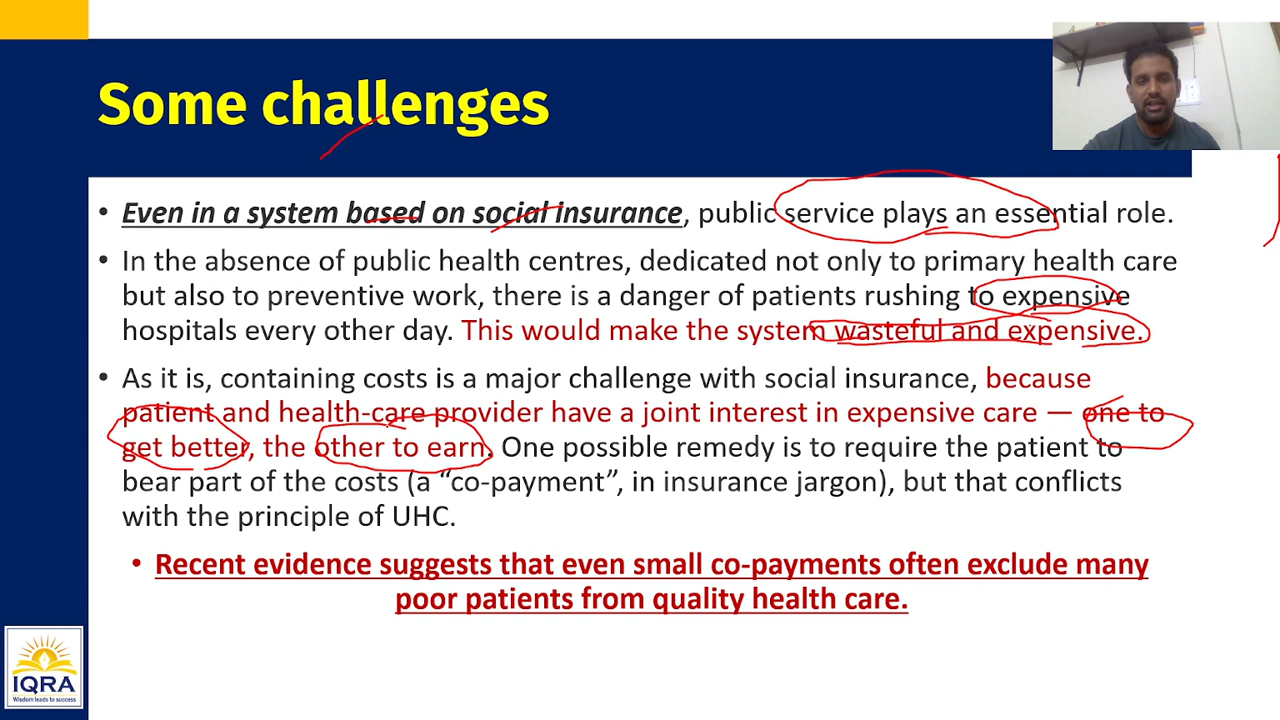 Some challenges
• Even in a system based on social insurance, public service plays an essential role.
• In the absence of public health centres, dedicated not only to primary health care
but also to preventive work, there is a danger of patients rushing to expensive
hospitals every other day. This would make the system wasteful and expensive.
• As it is, containing costs is a major challenge with social insurance, because
patient and health-care provider have a joint interest in expensive care — one to
get better, the other to earn. One possible remedy is to require the patient to
bear part of the costs (a “co-payment”, in insurance jargon), but that conflicts
with the principle of UHC.
• Recent evidence suggests that even small co-payments often exclude many
poor patients from quality health care.
IQRA
Wisdom leads to success